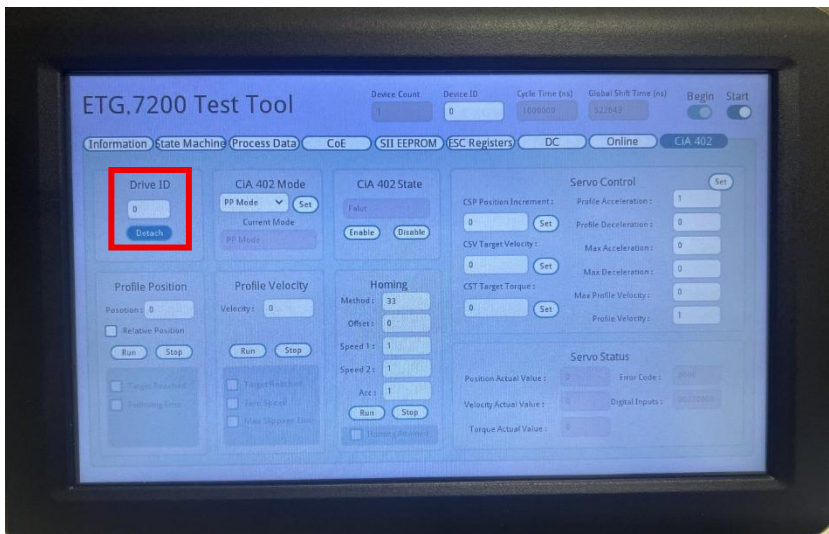 ETG.7200 Test Tool
Device Count
1
Device ID
0
Cycle Time (ns)
1000000
Global Shift Time (ns)
522643
Begin
Start
Information
State Machine
Process Data
CoE
SII EEPROM
ESC Registers
DC
Online
CiA 402
Drive ID
0
Detach
CiA 402 Mode
PP Mode
Set
Current Mode
PP Mode
CiA 402 State
Falut
Enable
Disable
Servo Control
Set
CSP Position Increment :
0
Set
CSV Target Velocity :
0
Set
CST Target Torque :
0
Set
Profile Acceleration :
1
Profile Deceleration :
0
Max Acceleration :
0
Max Deceleration :
0
Max Profile Velocity :
0
Profile Velocity :
1
Profile Position
Position : 0
Relative Position
Run
Stop
Target Reached
Following Error
Profile Velocity
Velocity : 0
Run
Stop
Target Reached
Zero Speed
Max Slippage Error
Homing
Method : 33
Offset : 0
Speed 1 : 1
Speed 2 : 1
Acc : 1
Run
Stop
Homing Attained
Servo Status
Position Actual Value :
0
Velocity Actual Value :
0
Torque Actual Value :
0
Error Code :
Digital Inputs :